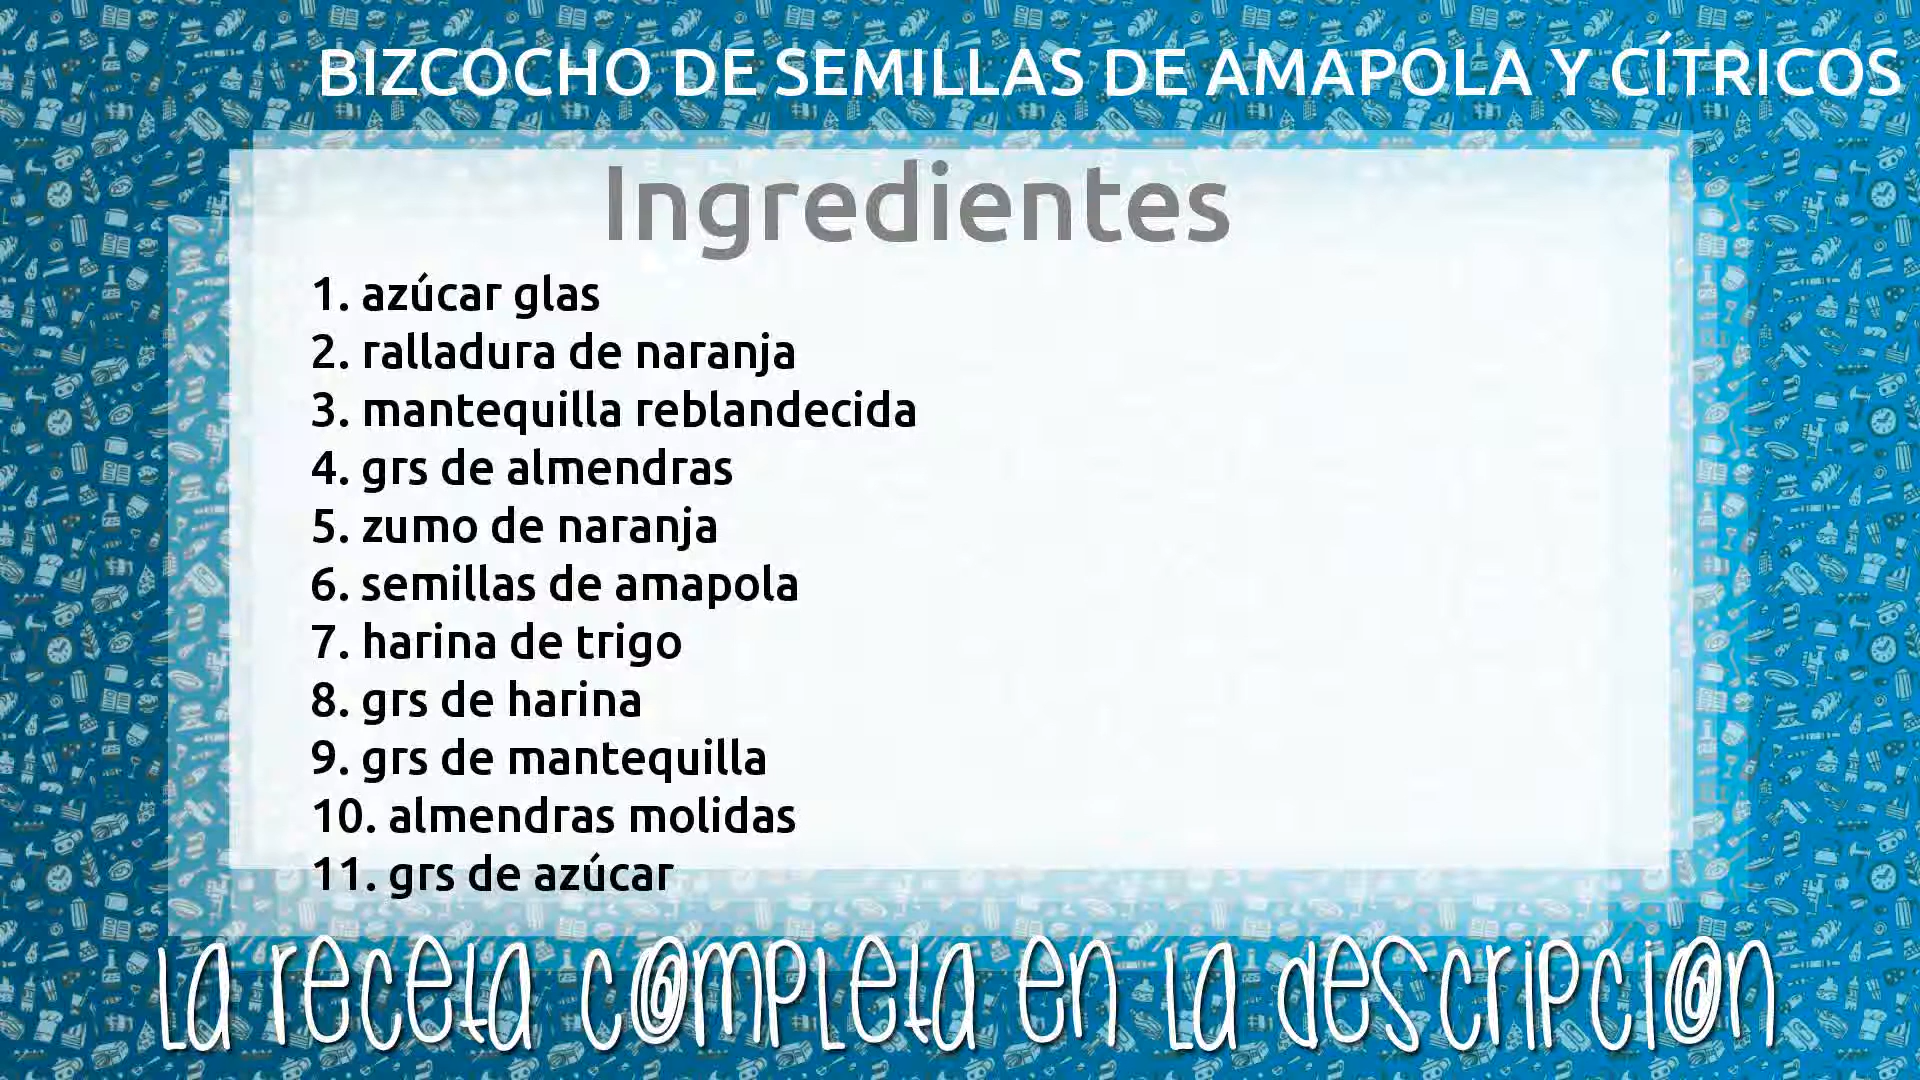 BIZCOCHO DE SEMILLAS DE AMAPOLA Y CÍTRICOS
Ingredientes
1. azúcar glas
2. ralladura de naranja
3. mantequilla reblandecida
4. grs de almendras
5. zumo de naranja
6. semillas de amapola
7. harina de trigo
8. grs de harina
9. grs de mantequilla
10. almendras molidas
11. grs de azúcar
La receta c@mpleta en la descripci@n